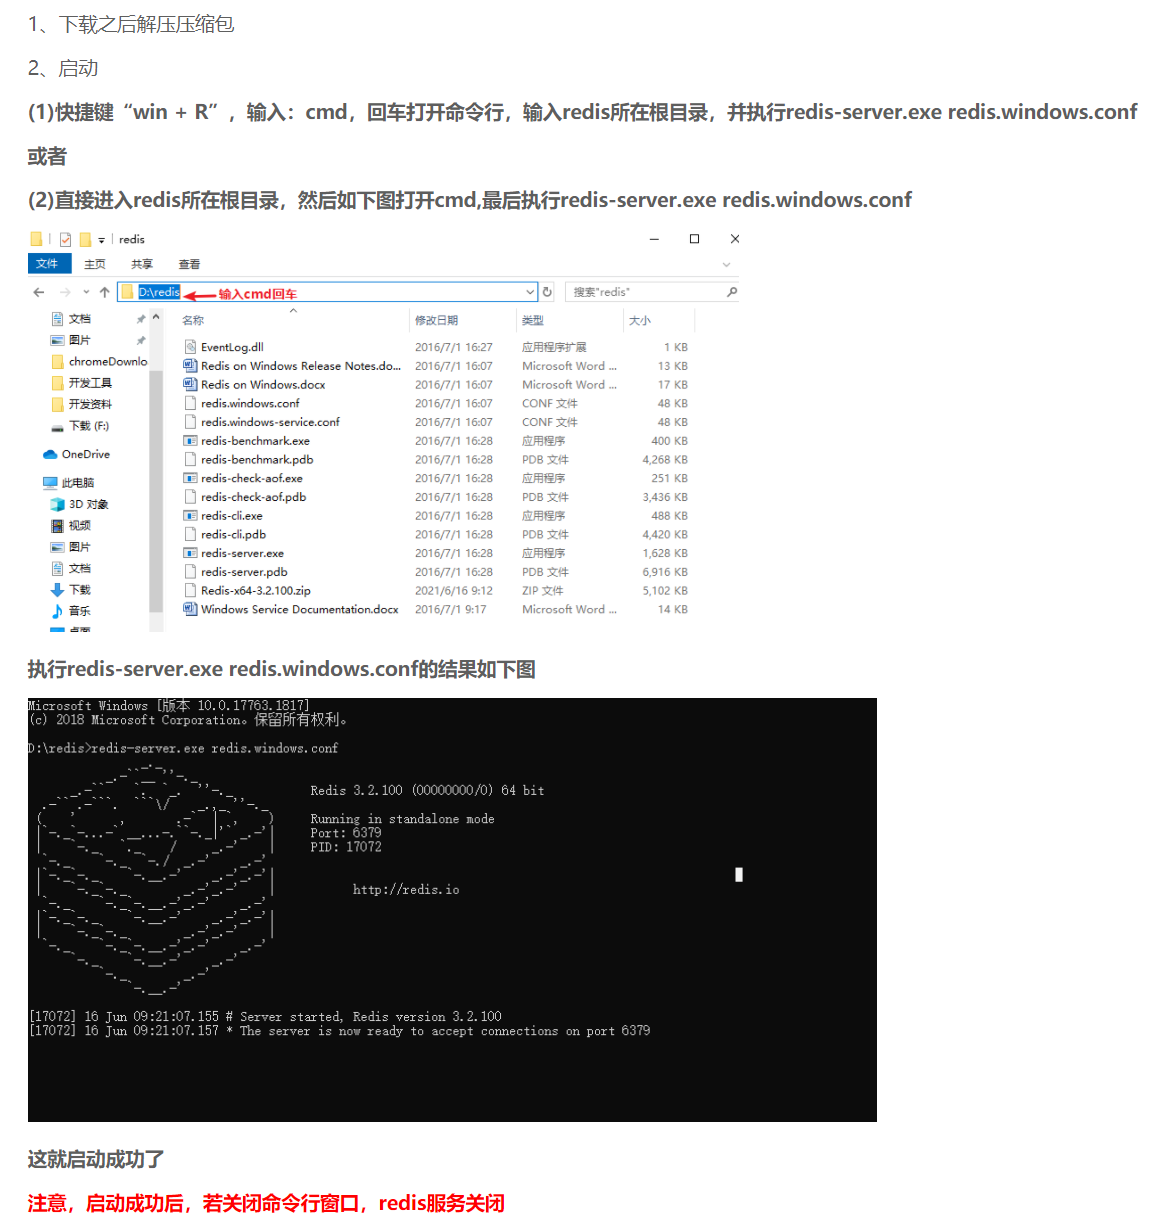 1、下载之后解压压缩包
2、启动
(1)快捷键“win + R”，输入：cmd，回车打开命令行，输入redis所在根目录，并执行redis-server.exe redis.windows.conf
或者
(2)直接进入redis所在根目录，然后如下图打开cmd,最后执行redis-server.exe redis.windows.conf
redis
文件 主页 共享 查看
D:\redis 输入cmd回车 搜索"redis"
名称 修改日期 类型 大小
文档
图片
chromeDownlo
开发工具
开发资料
下载 (F:)
OneDrive
此电脑
3D 对象
视频
图片
文档
下载
音乐
桌面
EventLog.dll 2016/7/1 16:27 应用程序扩展 1 KB
Redis on Windows Release Notes.do... 2016/7/1 16:07 Microsoft Word ... 13 KB
Redis on Windows.docx 2016/7/1 16:07 Microsoft Word ... 17 KB
redis.windows.conf 2016/7/1 16:07 CONF 文件 48 KB
redis.windows-service.conf 2016/7/1 16:07 CONF 文件 48 KB
redis-benchmark.exe 2016/7/1 16:28 应用程序 400 KB
redis-benchmark.pdb 2016/7/1 16:28 PDB 文件 4,268 KB
redis-check-aof.exe 2016/7/1 16:28 应用程序 251 KB
redis-check-aof.pdb 2016/7/1 16:28 PDB 文件 3,436 KB
redis-cli.exe 2016/7/1 16:28 应用程序 488 KB
redis-cli.pdb 2016/7/1 16:28 PDB 文件 4,420 KB
redis-server.exe 2016/7/1 16:28 应用程序 1,628 KB
redis-server.pdb 2016/7/1 16:28 PDB 文件 6,916 KB
Redis-x64-3.2.100.zip 2021/6/16 9:12 ZIP 文件 5,102 KB
Windows Service Documentation.docx 2016/7/1 9:17 Microsoft Word ... 14 KB
执行redis-server.exe redis.windows.conf的结果如下图
Microsoft Windows [版本 10.0.17763.1817]
(c) 2018 Microsoft Corporation。保留所有权利。
D:\redis>redis-server.exe redis.windows.conf
Redis 3.2.100 (00000000/0) 64 bit
Running in standalone mode
Port: 6379
PID: 17072
http://redis.io
[17072] 16 Jun 09:21:07.155 # Server started, Redis version 3.2.100
[17072] 16 Jun 09:21:07.157 * The server is now ready to accept connections on port 6379
这就启动成功了
注意，启动成功后，若关闭命令行窗口，redis服务关闭